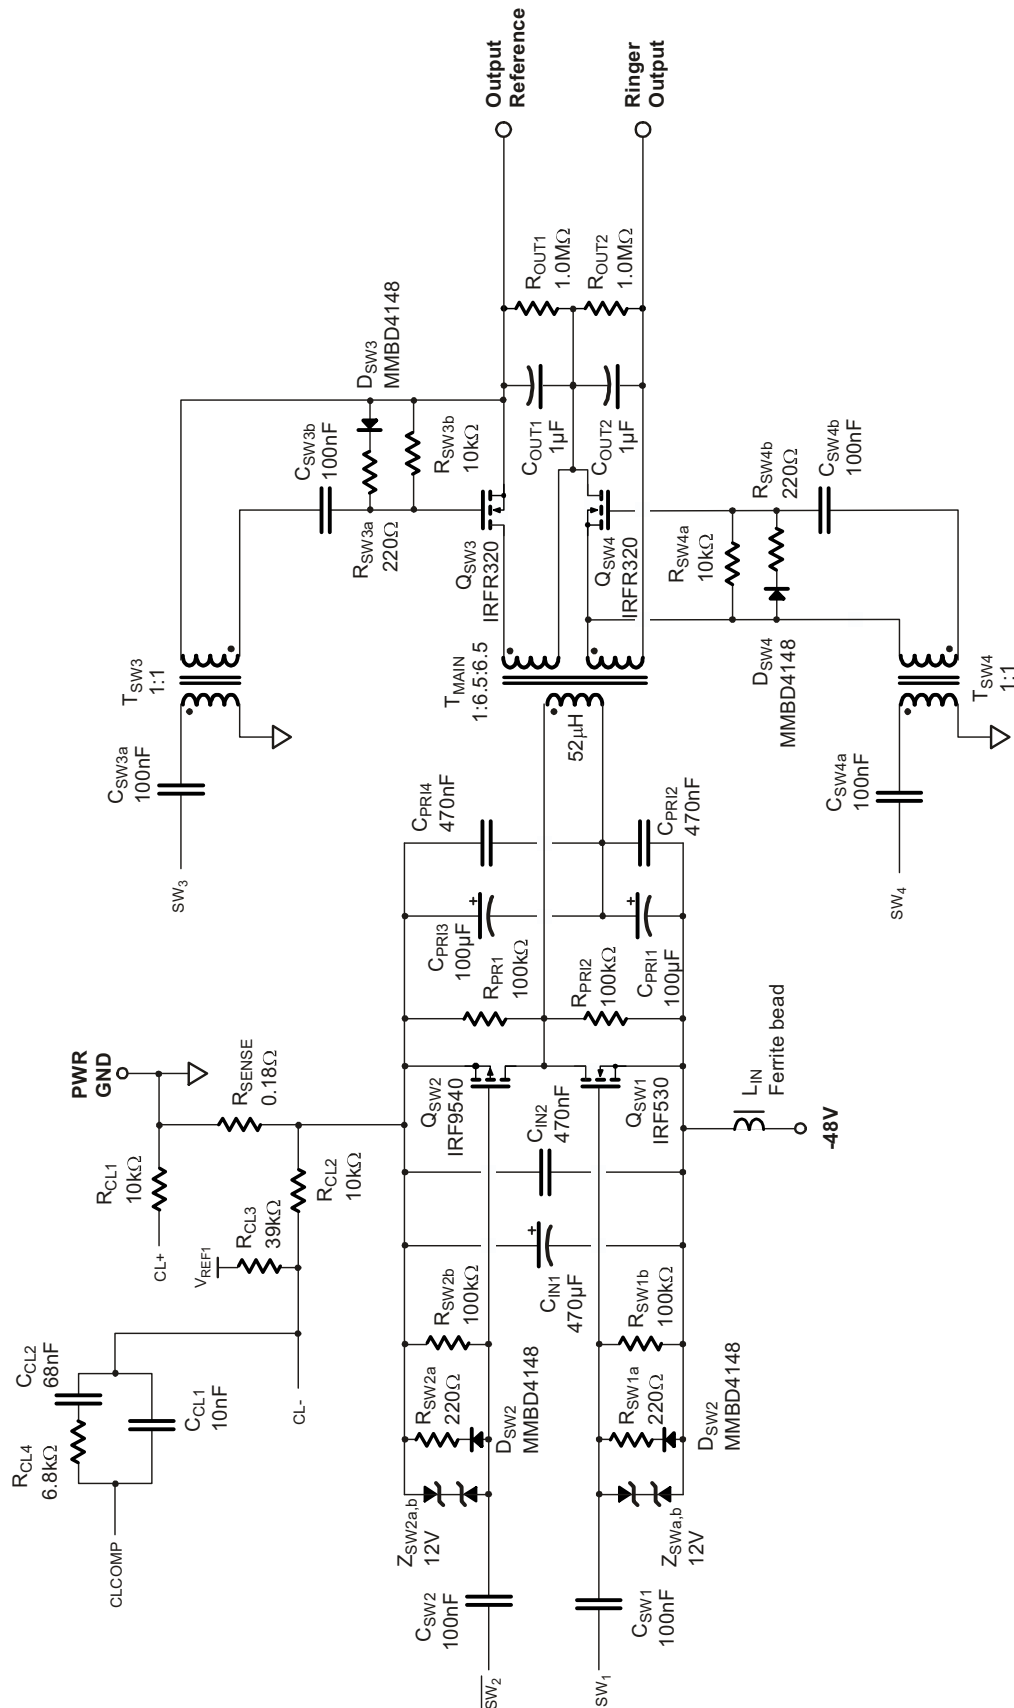 Output
Reference
Ringer
Output
R_OUT1
1.0MΩ
R_OUT2
1.0MΩ
D_SW3
MMBD4148
C_SW3b
100nF
R_SW3b
10kΩ
R_SW3a
220Ω
C_OUT1
1µF
C_OUT2
1µF
Q_SW3
IRFR320
Q_SW4
IRFR320
R_SW4b
220Ω
C_SW4b
100nF
R_SW4a
10kΩ
D_SW4
MMBD4148
T_SW3
1:1
T_MAIN
1:6.5:6.5
52µH
T_SW4
1:1
C_SW3a
100nF
SW₃
C_PRI4
470nF
C_PRI2
470nF
C_SW4a
100nF
SW₄
C_PRI3
100µF
R_PR1
100kΩ
R_PRI2
100kΩ
C_PRI1
100µF
PWR
GND
R_SENSE
0.18Ω
R_CL1
10kΩ
R_CL2
10kΩ
R_CL3
39kΩ
CL+
V_REF1
Q_SW2
IRF9540
C_IN2
470nF
Q_SW1
IRF530
L_IN
Ferrite bead
-48V
C_IN1
470µF
R_SW2b
100kΩ
R_SW1b
100kΩ
C_CL2
68nF
C_CL1
10nF
R_CL4
6.8kΩ
CL-
CLCOMP
R_SW2a
220Ω
D_SW2
MMBD4148
R_SW1a
220Ω
D_SW2
MMBD4148
Z_SW2a,b
12V
Z_SWa,b
12V
C_SW2
100nF
C_SW1
100nF
SW₂
SW₁